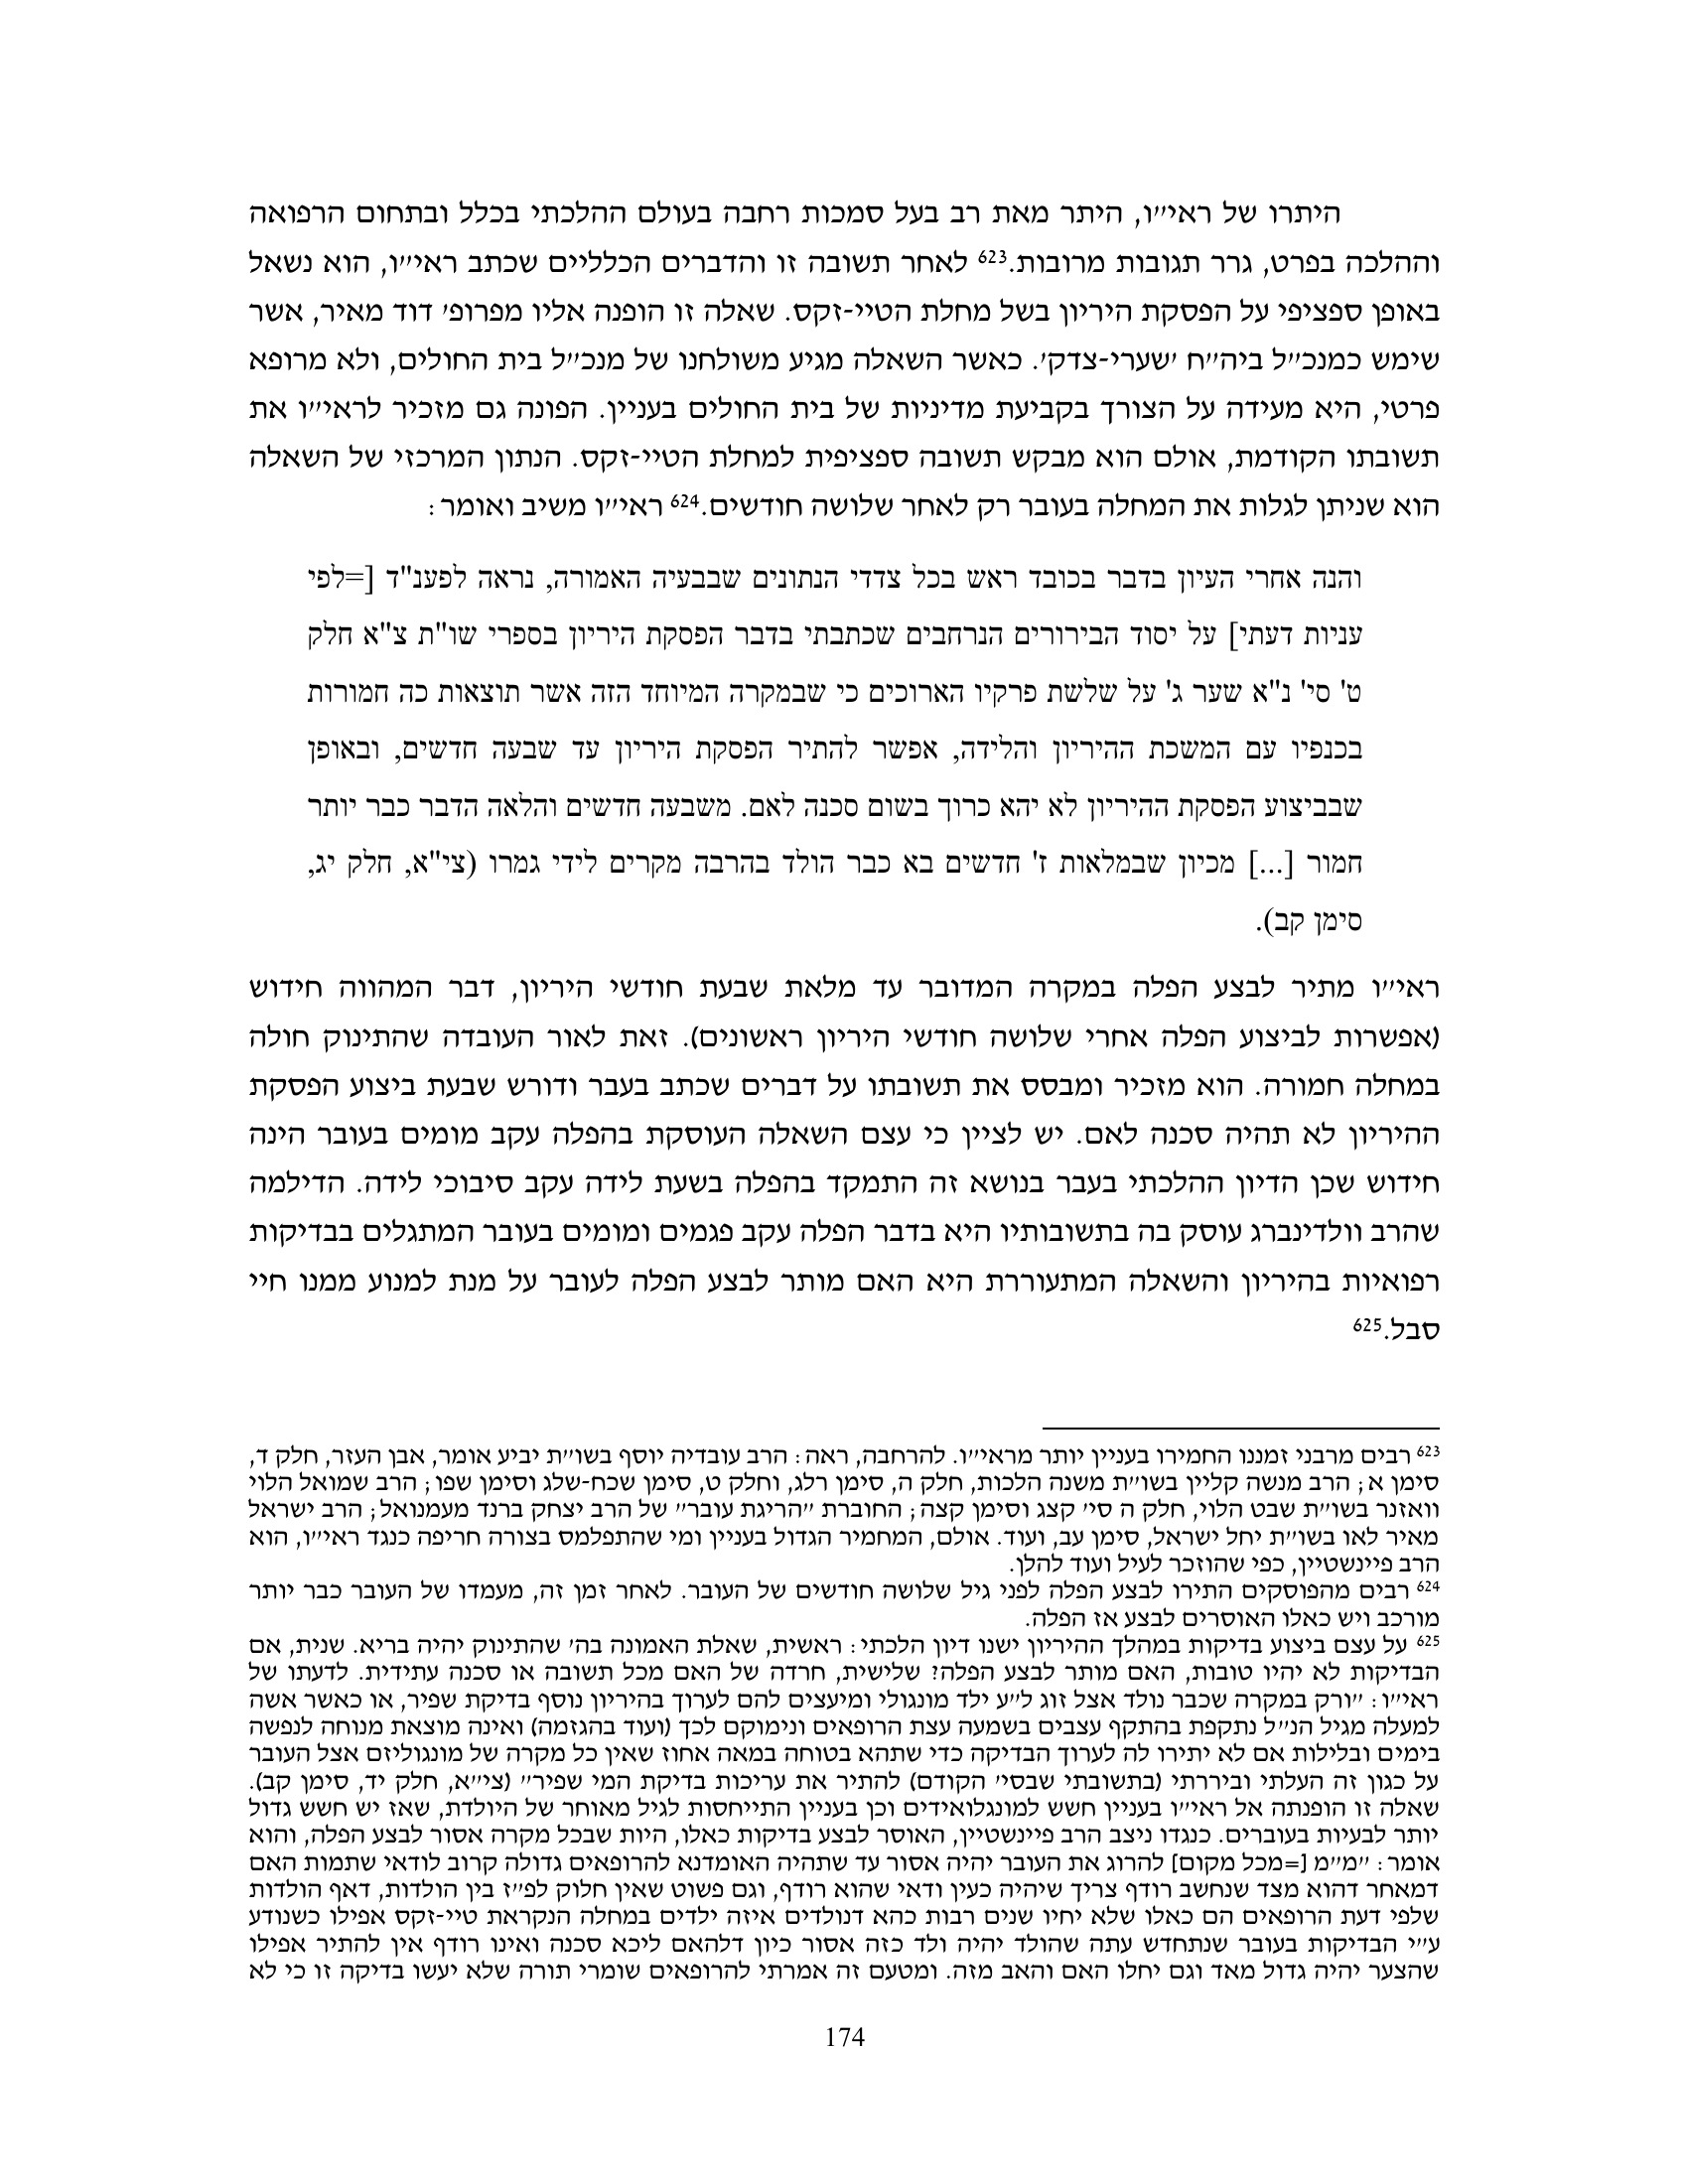 היתרו של ראי״ו, היתר מאת רב בעל סמכות רחבה בעולם ההלכתי בכלל ובתחום הרפואה
וההלכה בפרט, גרר תגובות מרובות.623 לאחר תשובה זו והדברים הכלליים שכתב ראי״ו, הוא נשאל
באופן ספציפי על הפסקת היריון בשל מחלת הטיי-זקס. שאלה זו הופנה אליו מפרופ׳ דוד מאיר, אשר
שימש כמנכ״ל ביה״ח ׳שערי-צדק׳. כאשר השאלה מגיע משולחנו של מנכ״ל בית החולים, ולא מרופא
פרטי, היא מעידה על הצורך בקביעת מדיניות של בית החולים בעניין. הפונה גם מזכיר לראי״ו את
תשובתו הקודמת, אולם הוא מבקש תשובה ספציפית למחלת הטיי-זקס. הנתון המרכזי של השאלה
הוא שניתן לגלות את המחלה בעובר רק לאחר שלושה חודשים.624 ראי״ו משיב ואומר:
והנה אחרי העיון בדבר בכובד ראש בכל צדדי הנתונים שבבעיה האמורה, נראה לפענ"ד [=לפי
עניות דעתי] על יסוד הבירורים הנרחבים שכתבתי בדבר הפסקת היריון בספרי שו"ת צ"א חלק
ט' סי' נ"א שער ג' על שלשת פרקיו הארוכים כי שבמקרה המיוחד הזה אשר תוצאות כה חמורות
בכנפיו עם המשכת ההיריון והלידה, אפשר להתיר הפסקת היריון עד שבעה חדשים, ובאופן
שבביצוע הפסקת ההיריון לא יהא כרוך בשום סכנה לאם. משבעה חדשים והלאה הדבר כבר יותר
חמור [...] מכיון שבמלאות ז' חדשים בא כבר הולד בהרבה מקרים לידי גמרו (צי"א, חלק יג,
סימן קב).
ראי״ו מתיר לבצע הפלה במקרה המדובר עד מלאת שבעת חודשי היריון, דבר המהווה חידוש
(אפשרות לביצוע הפלה אחרי שלושה חודשי היריון ראשונים). זאת לאור העובדה שהתינוק חולה
במחלה חמורה. הוא מזכיר ומבסס את תשובתו על דברים שכתב בעבר ודורש שבעת ביצוע הפסקת
ההיריון לא תהיה סכנה לאם. יש לציין כי עצם השאלה העוסקת בהפלה עקב מומים בעובר הינה
חידוש שכן הדיון ההלכתי בעבר בנושא זה התמקד בהפלה בשעת לידה עקב סיבוכי לידה. הדילמה
שהרב וולדינברג עוסק בה בתשובותיו היא בדבר הפלה עקב פגמים ומומים בעובר המתגלים בבדיקות
רפואיות בהיריון והשאלה המתעוררת היא האם מותר לבצע הפלה לעובר על מנת למנוע ממנו חיי
סבל.625
623 רבים מרבני זמננו החמירו בעניין יותר מראי״ו. להרחבה, ראה: הרב עובדיה יוסף בשו״ת יביע אומר, אבן העזר, חלק ד,
סימן א; הרב מנשה קליין בשו״ת משנה הלכות, חלק ה, סימן רלג, וחלק ט, סימן שכח-שלג וסימן שפו; הרב שמואל הלוי
וואזנר בשו״ת שבט הלוי, חלק ה סי׳ קצג וסימן קצה; החוברת ״הריגת עובר״ של הרב יצחק ברנד מעמנואל; הרב ישראל
מאיר לאו בשו״ת יחל ישראל, סימן עב, ועוד. אולם, המחמיר הגדול בעניין ומי שהתפלמס בצורה חריפה כנגד ראי״ו, הוא
הרב פיינשטיין, כפי שהוזכר לעיל ועוד להלן.
624 רבים מהפוסקים התירו לבצע הפלה לפני גיל שלושה חודשים של העובר. לאחר זמן זה, מעמדו של העובר כבר יותר
מורכב ויש כאלו האוסרים לבצע אז הפלה.
625 על עצם ביצוע בדיקות במהלך ההיריון ישנו דיון הלכתי: ראשית, שאלת האמונה בה׳ שהתינוק יהיה בריא. שנית, אם
הבדיקות לא יהיו טובות, האם מותר לבצע הפלה? שלישית, חרדה של האם מכל תשובה או סכנה עתידית. לדעתו של
ראי״ו: ״ורק במקרה שכבר נולד אצל זוג ל״ע ילד מונגולי ומיעצים להם לערוך בהיריון נוסף בדיקת שפיר, או כאשר אשה
למעלה מגיל הנ״ל נתקפת בהתקף עצבים בשמעה עצת הרופאים ונימוקם לכך (ועוד בהגזמה) ואינה מוצאת מנוחה לנפשה
בימים ובלילות אם לא יתירו לה לערוך הבדיקה כדי שתהא בטוחה במאה אחוז שאין כל מקרה של מונגוליזם אצל העובר
על כגון זה העלתי וביררתי (בתשובתי שבסי׳ הקודם) להתיר את עריכות בדיקת המי שפיר״ (צי״א, חלק יד, סימן קב).
שאלה זו הופנתה אל ראי״ו בעניין חשש למונגלואידים וכן בעניין התייחסות לגיל מאוחר של היולדת, שאז יש חשש גדול
יותר לבעיות בעוברים. כנגדו ניצב הרב פיינשטיין, האוסר לבצע בדיקות כאלו, היות שבכל מקרה אסור לבצע הפלה, והוא
אומר: ״מ״מ [=מכל מקום] להרוג את העובר יהיה אסור עד שתהיה האומדנא להרופאים גדולה קרוב לודאי שתמות האם
דמאחר דהוא מצד שנחשב רודף צריך שיהיה כעין ודאי שהוא רודף, וגם פשוט שאין חלוק לפ״ז בין הולדות, דאף הולדות
שלפי דעת הרופאים הם כאלו שלא יחיו שנים רבות כהא דנולדים איזה ילדים במחלה הנקראת טיי-זקס אפילו כשנודע
ע״י הבדיקות בעובר שנתחדש עתה שהולד יהיה ולד כזה אסור כיון דלהאם ליכא סכנה ואינו רודף אין להתיר אפילו
שהצער יהיה גדול מאד וגם יחלו האם והאב מזה. ומטעם זה אמרתי להרופאים שומרי תורה שלא יעשו בדיקה זו כי לא
174